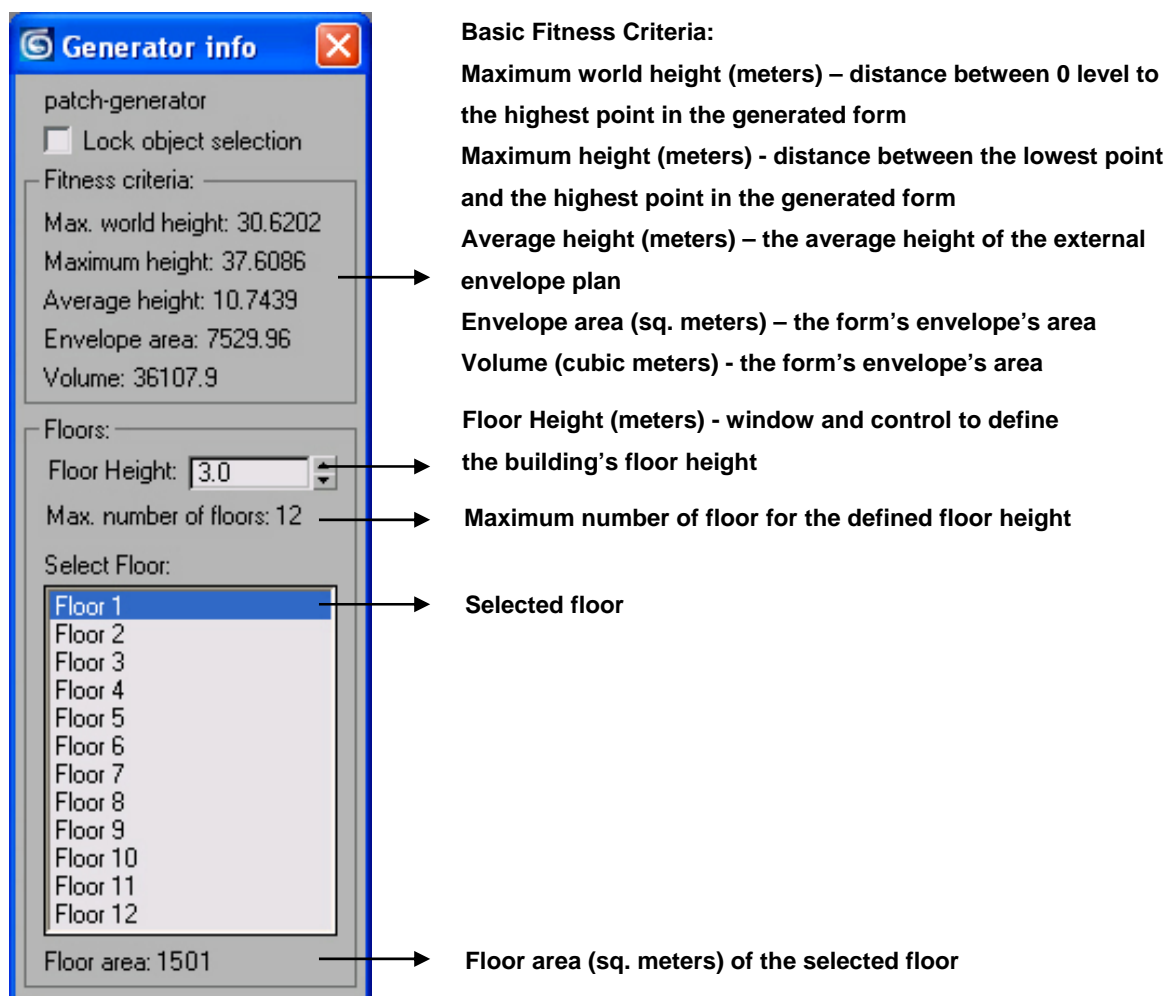 Generator info
patch-generator
Lock object selection
Fitness criteria:
Max. world height: 30.6202
Maximum height: 37.6086
Average height: 10.7439
Envelope area: 7529.96
Volume: 36107.9
Floors:
Floor Height: 3.0
Max. number of floors: 12
Select Floor:
Floor 1
Floor 2
Floor 3
Floor 4
Floor 5
Floor 6
Floor 7
Floor 8
Floor 9
Floor 10
Floor 11
Floor 12
Floor area: 1501
Basic Fitness Criteria:
Maximum world height (meters) – distance between 0 level to
the highest point in the generated form
Maximum height (meters) - distance between the lowest point
and the highest point in the generated form
Average height (meters) – the average height of the external
envelope plan
Envelope area (sq. meters) – the form's envelope's area
Volume (cubic meters) - the form's envelope's area
Floor Height (meters) - window and control to define
the building's floor height
Maximum number of floor for the defined floor height
Selected floor
Floor area (sq. meters) of the selected floor